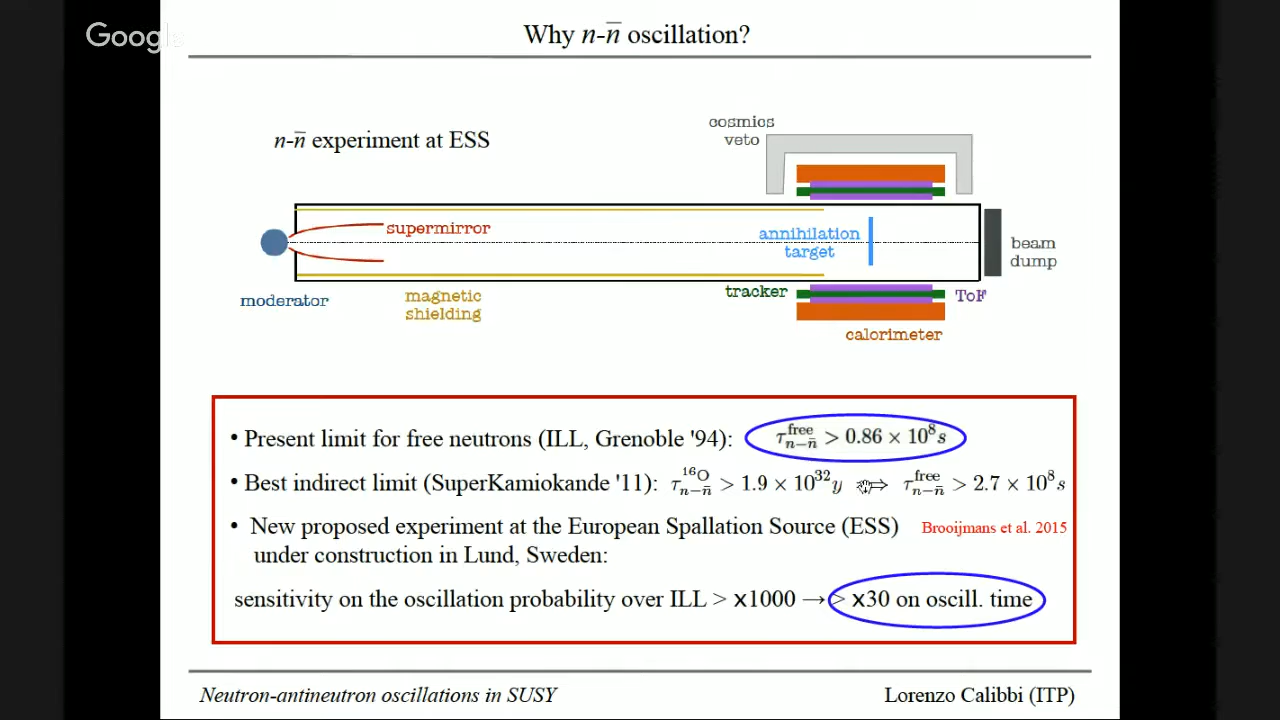 Google
Why n-n̅ oscillation?
n-n̅ experiment at ESS
cosmics
veto
supermirror
annihilation
target
beam
dump
moderator
magnetic
shielding
tracker
ToF
calorimeter
• Present limit for free neutrons (ILL, Grenoble '94): τ^free_n−n̅ > 0.86 × 10^8 s
• Best indirect limit (SuperKamiokande '11): τ^16O_n−n̅ > 1.9 × 10^32 y ⟺ τ^free_n−n̅ > 2.7 × 10^8 s
• New proposed experiment at the European Spallation Source (ESS) Brooijmans et al. 2015
under construction in Lund, Sweden:
sensitivity on the oscillation probability over ILL > x1000 → > x30 on oscill. time
Neutron-antineutron oscillations in SUSY Lorenzo Calibbi (ITP)